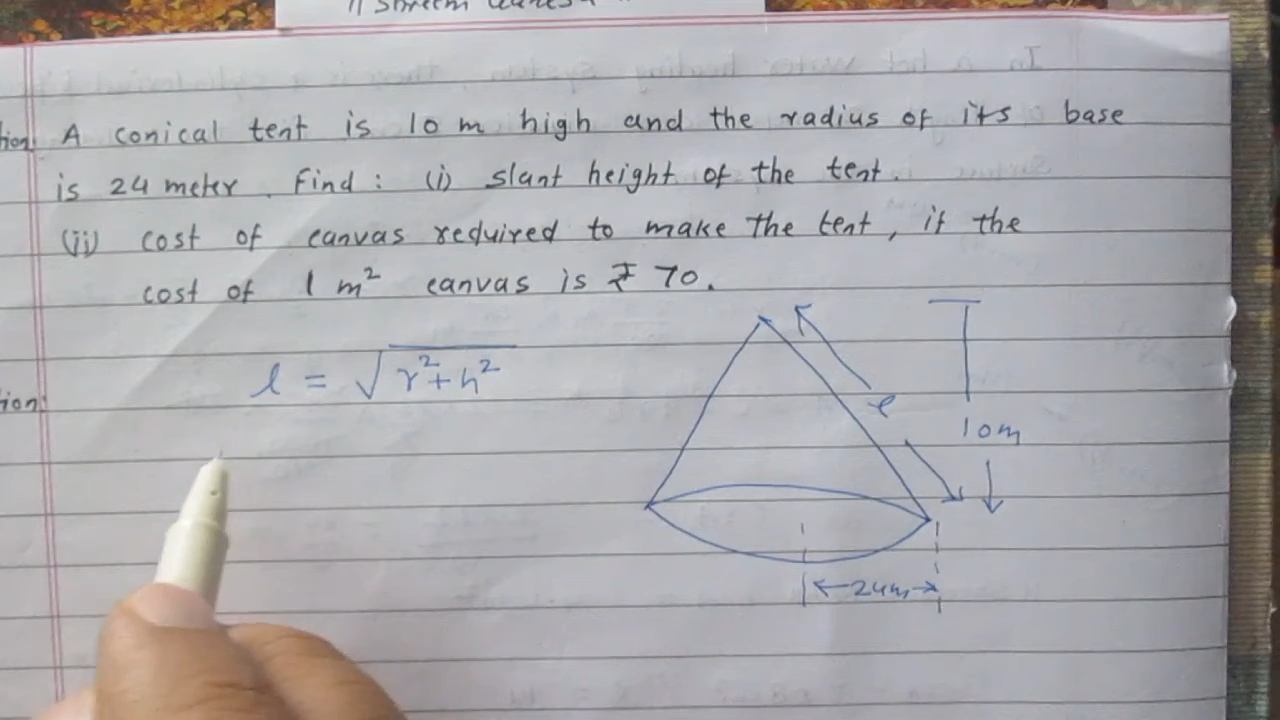 tion: A conical tent is 10 m high and the radius of its base
is 24 meter. Find : (i) slant height of the tent.
(ii) cost of canvas required to make the tent, if the
cost of 1 m² canvas is ₹ 70.
ion:
l = √r²+h²
l
10m
24m